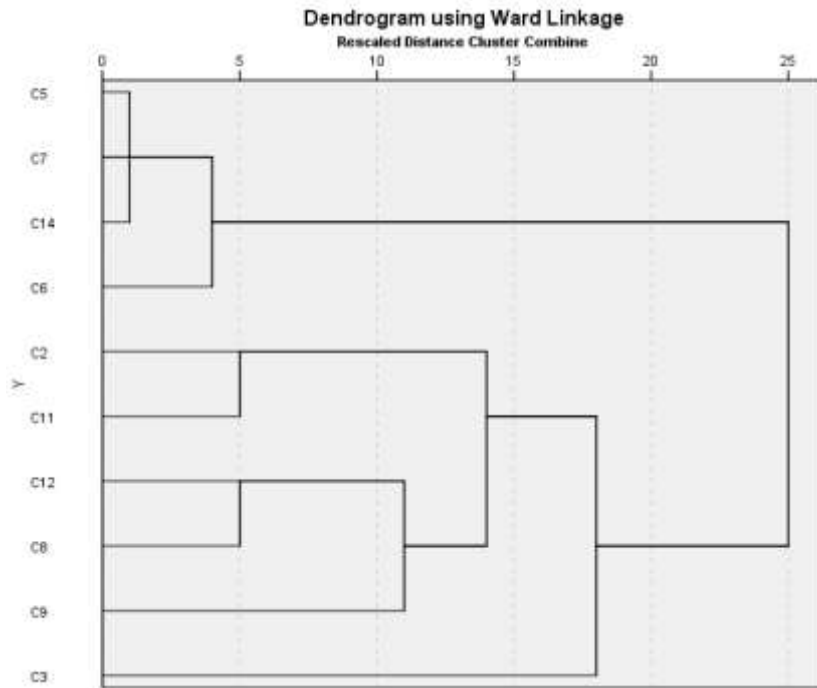 Dendrogram using Ward Linkage
Rescaled Distance Cluster Combine
0 5 10 15 20 25
C5
C7
C14
C6
C2
Y
C11
C12
C8
C9
C3